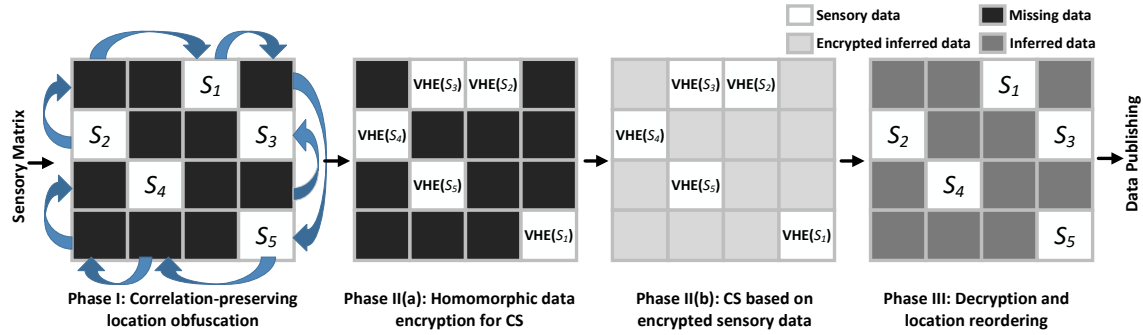 Sensory data
Missing data
Encrypted inferred data
Inferred data
Sensory Matrix
S1
S2
S3
S4
S5
VHE(S3)
VHE(S2)
VHE(S4)
VHE(S5)
VHE(S1)
VHE(S3)
VHE(S2)
VHE(S4)
VHE(S5)
VHE(S1)
S1
S2
S3
S4
S5
Data Publishing
Phase I: Correlation-preserving
location obfuscation
Phase II(a): Homomorphic data
encryption for CS
Phase II(b): CS based on
encrypted sensory data
Phase III: Decryption and
location reordering